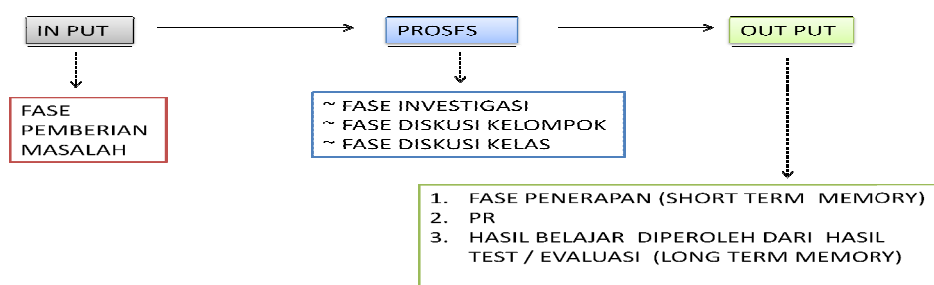 IN PUT
PROSES
OUT PUT
FASE
PEMBERIAN
MASALAH
~ FASE INVESTIGASI
~ FASE DISKUSI KELOMPOK
~ FASE DISKUSI KELAS
1. FASE PENERAPAN (SHORT TERM MEMORY)
2. PR
3. HASIL BELAJAR DIPEROLEH DARI HASIL
TEST / EVALUASI (LONG TERM MEMORY)